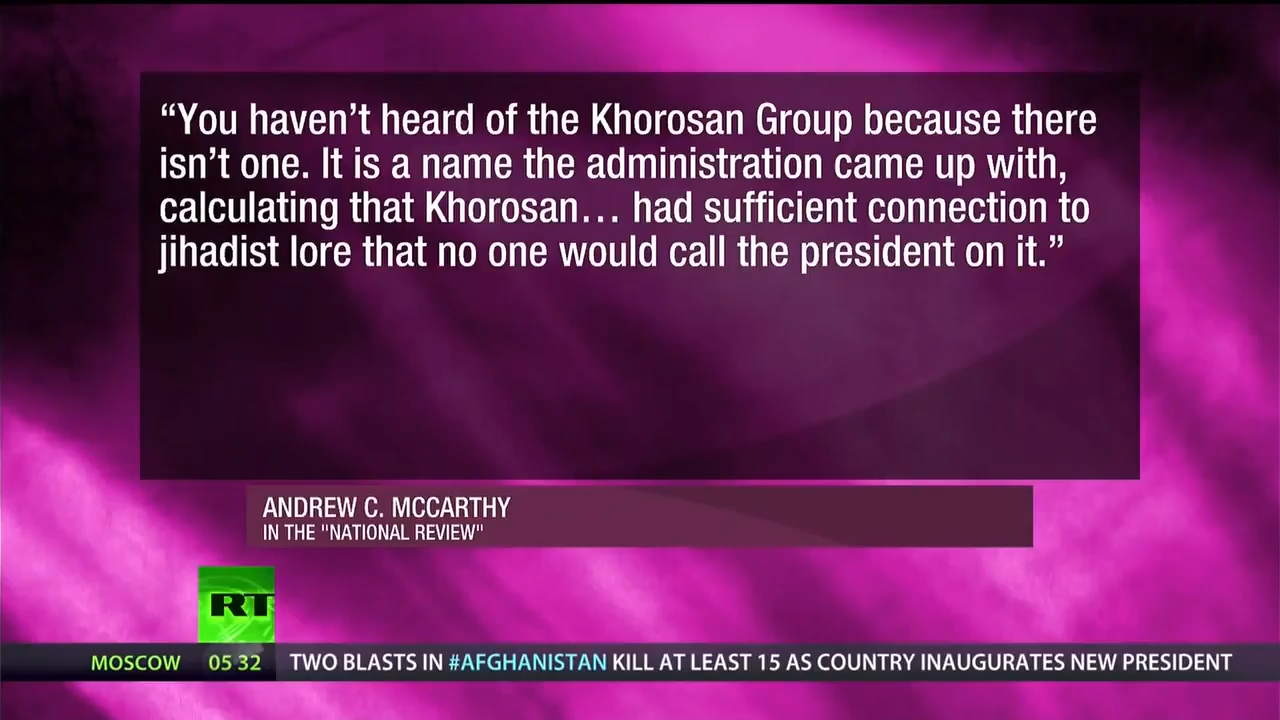 “You haven’t heard of the Khorosan Group because there
isn’t one. It is a name the administration came up with,
calculating that Khorosan... had sufficient connection to
jihadist lore that no one would call the president on it.”
ANDREW C. MCCARTHY
IN THE "NATIONAL REVIEW"
RT
MOSCOW 05 32 TWO BLASTS IN #AFGHANISTAN KILL AT LEAST 15 AS COUNTRY INAUGURATES NEW PRESIDENT